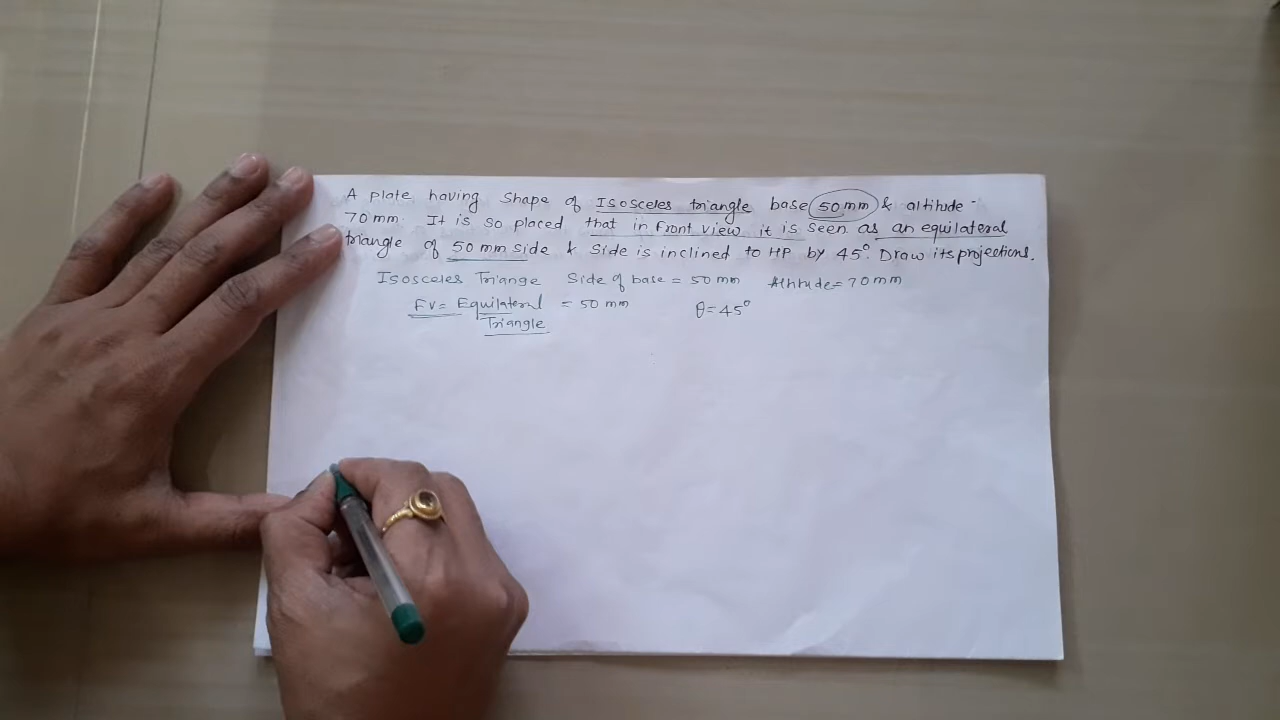 A plate having shape of Isosceles triangle base 50mm & altitude -
70mm. It is so placed that in front view it is seen as an equilateral
triangle of 50mm side & side is inclined to HP by 45°. Draw its projections.
Isosceles Triange Side of base = 50mm Altitude= 70mm
FV= Equilateral = 50mm θ=45°
Triangle